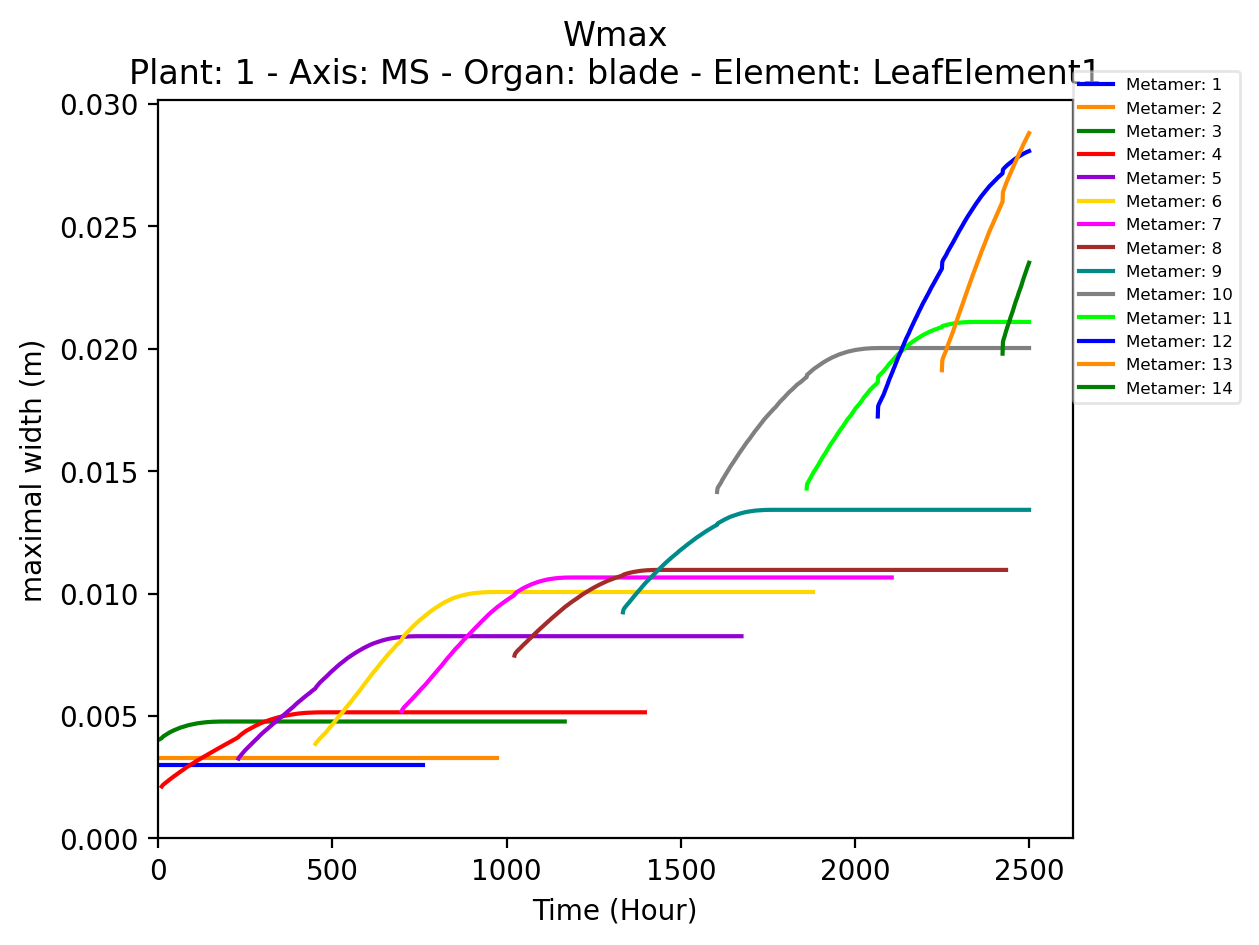 Wmax
Plant: 1 - Axis: MS - Organ: blade - Element: LeafElement1
Metamer: 1
Metamer: 2
Metamer: 3
Metamer: 4
Metamer: 5
Metamer: 6
Metamer: 7
Metamer: 8
Metamer: 9
Metamer: 10
Metamer: 11
Metamer: 12
Metamer: 13
Metamer: 14
0.030
0.025
0.020
0.015
0.010
0.005
0.000
maximal width (m)
0
500
1000
1500
2000
2500
Time (Hour)